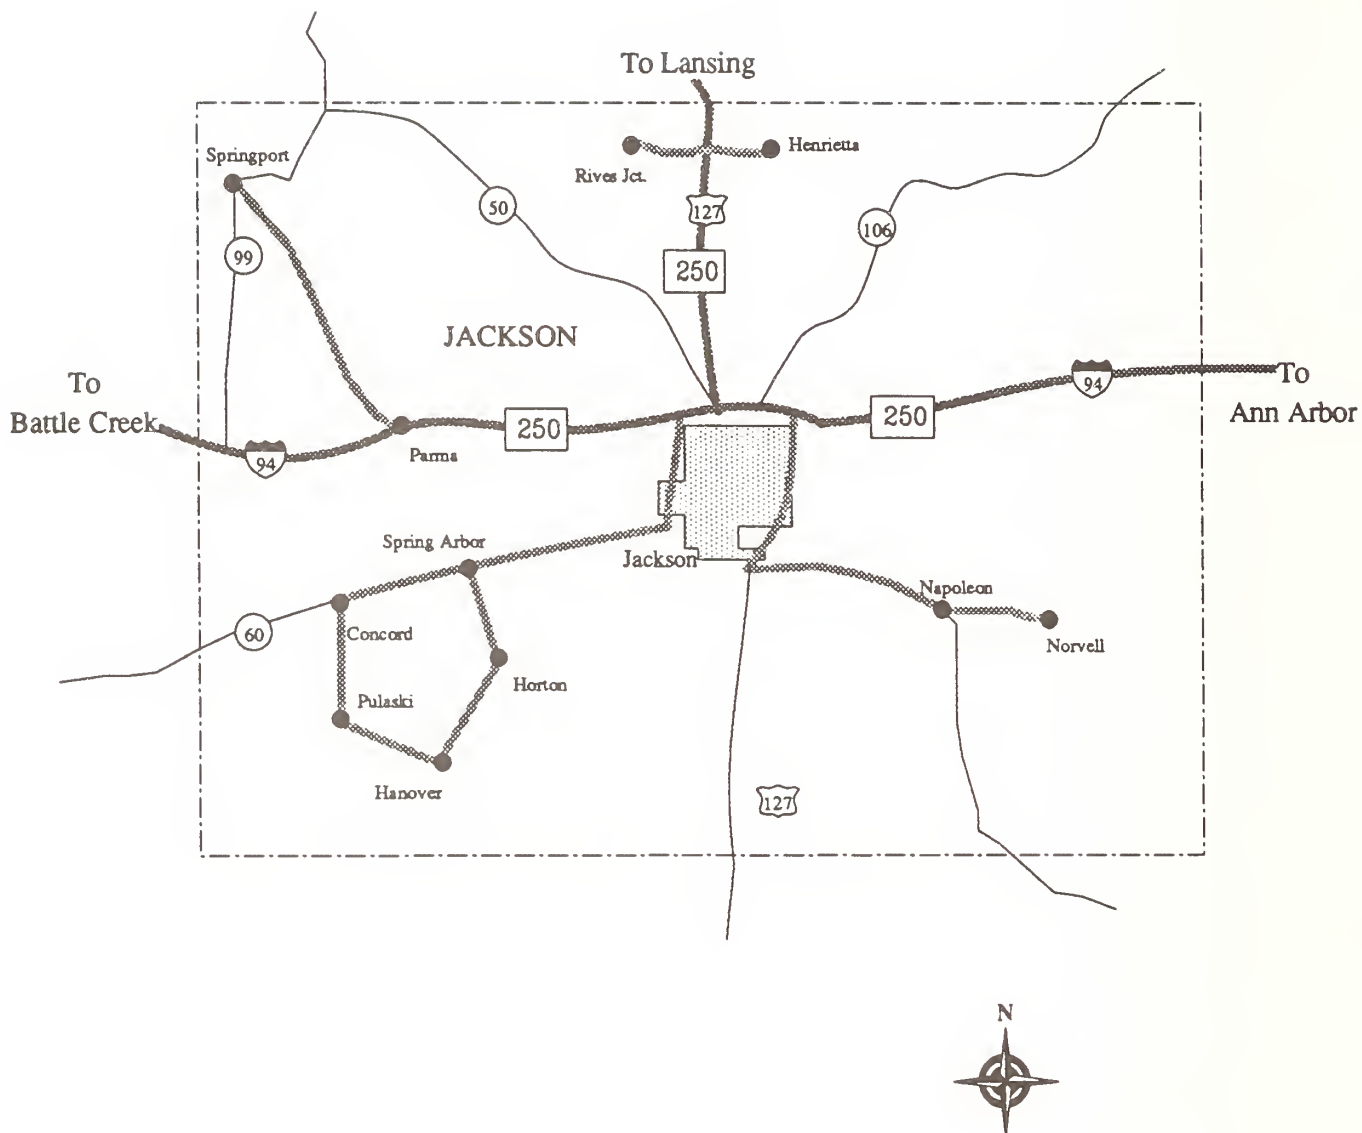 To Lansing
Springport
Rives Jct.
Henrietta
50
127
106
99
250
JACKSON
94
To
Battle Creek
To
Ann Arbor
250
250
94
Parma
Spring Arbor
Jackson
Napoleon
60
Concord
Norvell
Horton
Pulaski
Hanover
127
N